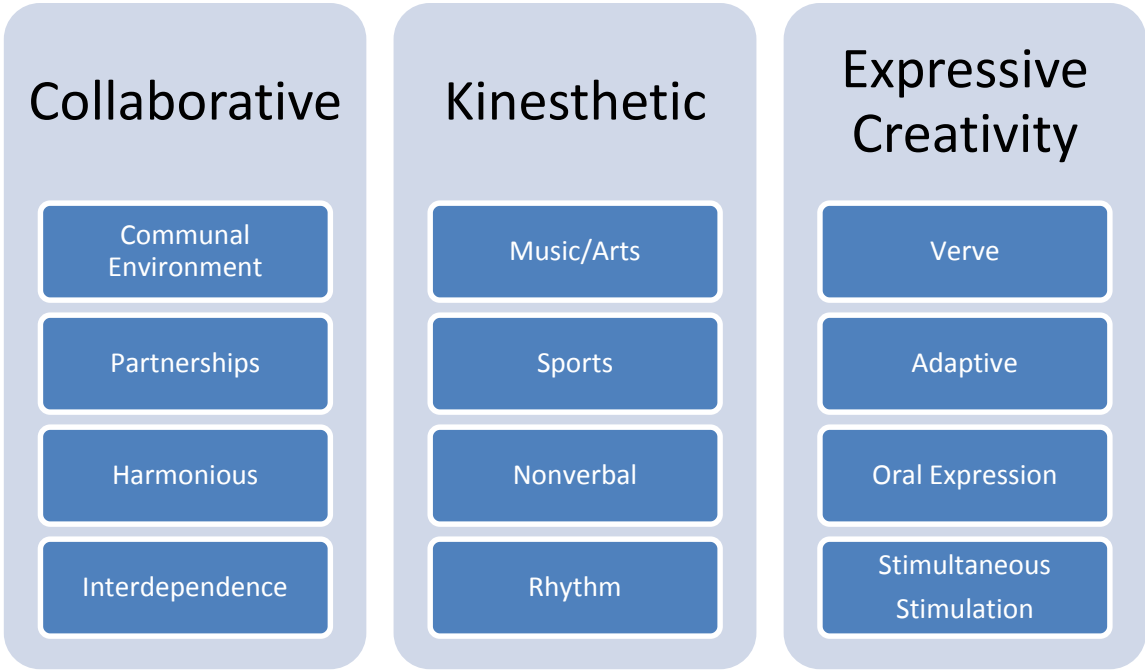 Collaborative
Communal
Environment
Partnerships
Harmonious
Interdependence
Kinesthetic
Music/Arts
Sports
Nonverbal
Rhythm
Expressive
Creativity
Verve
Adaptive
Oral Expression
Stimultaneous
Stimulation